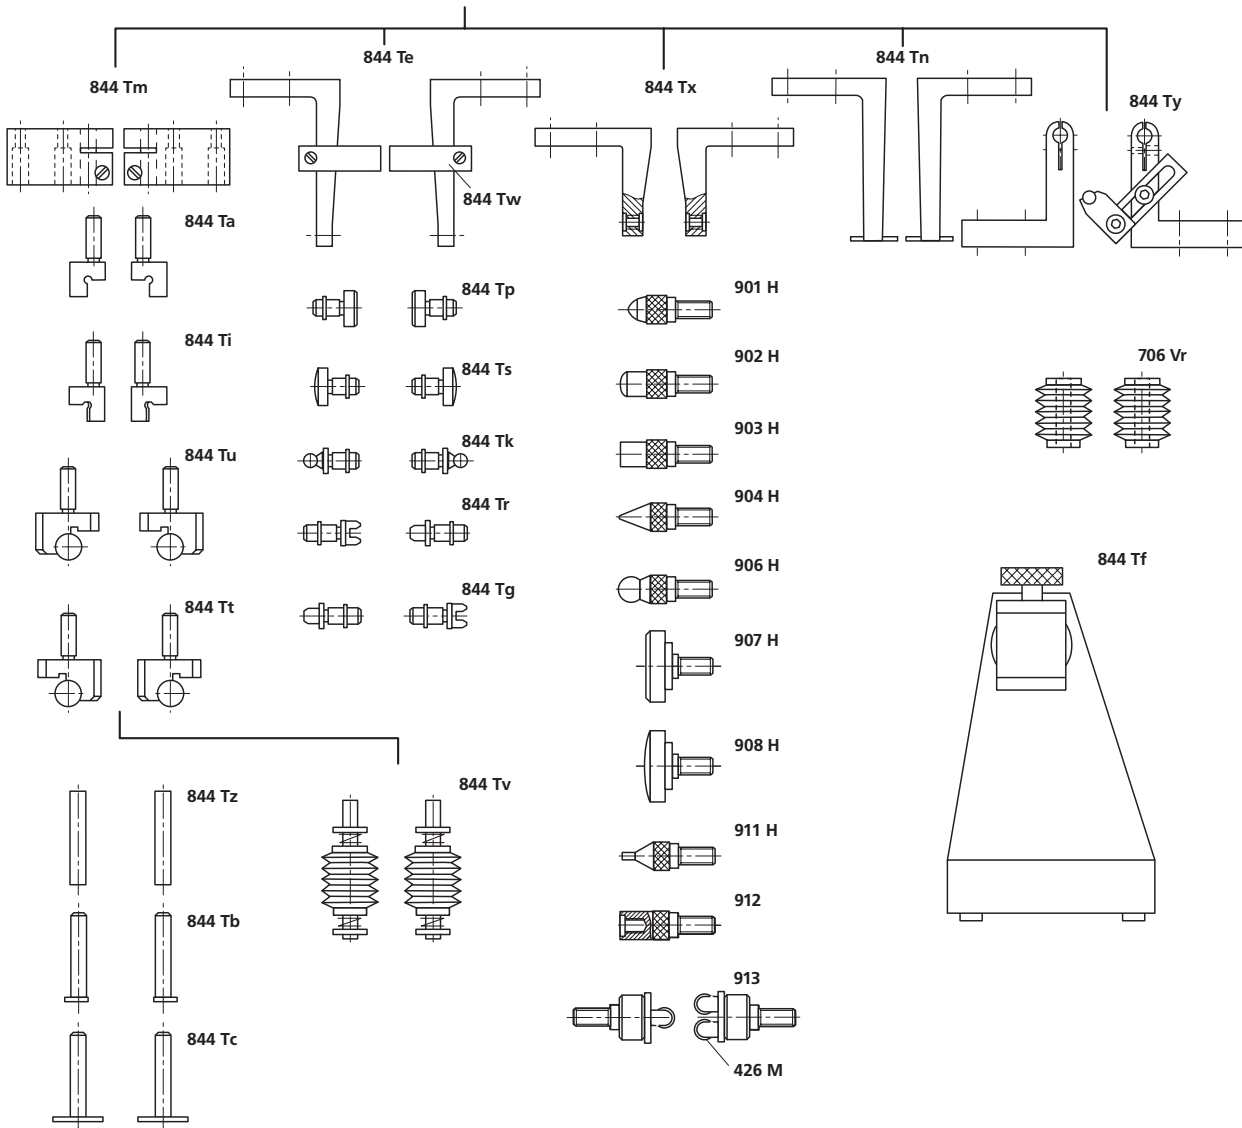 844 Te
844 Tn
844 Tm
844 Tx
844 Ty
844 Tw
844 Ta
844 Tp
901 H
844 Ti
902 H
706 Vr
844 Ts
903 H
844 Tk
844 Tu
904 H
844 Tr
906 H
844 Tf
844 Tg
844 Tt
907 H
908 H
844 Tv
844 Tz
911 H
912
844 Tb
913
844 Tc
426 M